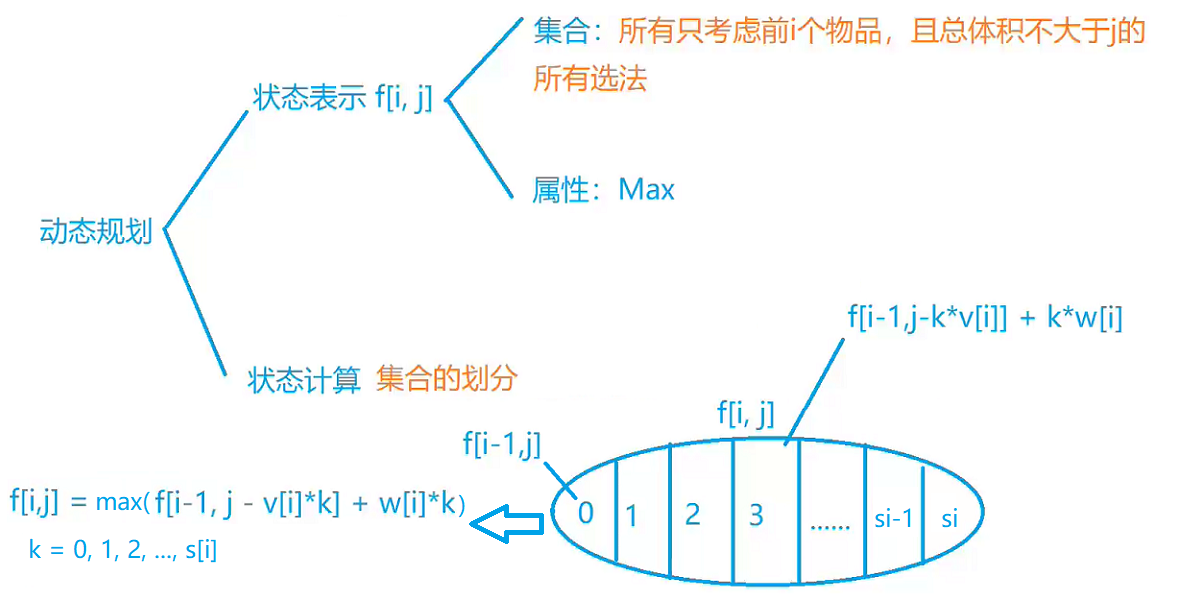 集合：所有只考虑前i个物品，且总体积不大于j的
所有选法
状态表示 f[i, j]
属性：Max
动态规划
f[i-1,j-k*v[i]] + k*w[i]
状态计算 集合的划分
f[i, j]
f[i-1,j]
f[i,j] = max(f[i-1, j - v[i]*k] + w[i]*k)
k = 0, 1, 2, ..., s[i]
0 1 2 3 ...... si-1 si